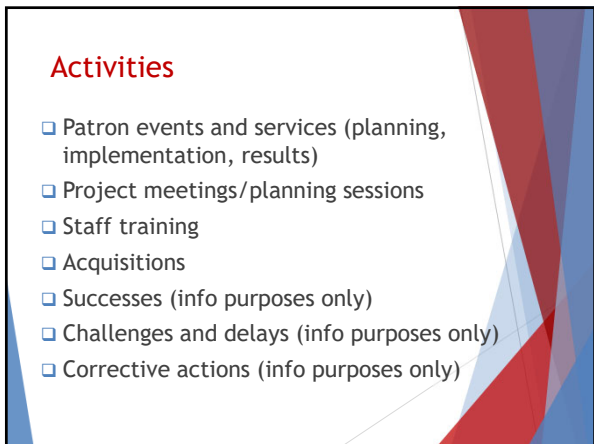 Activities
❑ Patron events and services (planning,
implementation, results)
❑ Project meetings/planning sessions
❑ Staff training
❑ Acquisitions
❑ Successes (info purposes only)
❑ Challenges and delays (info purposes only)
❑ Corrective actions (info purposes only)